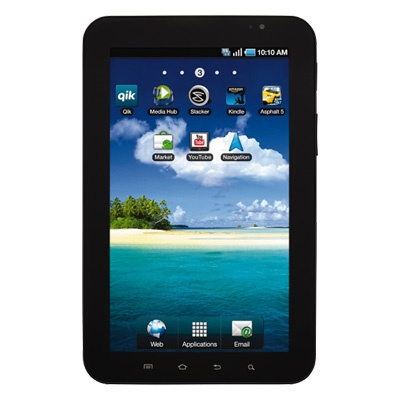 10:10 AM
3
qik
Qik
Media Hub
Slacker
amazon
kindle
Kindle
Asphalt 5
You
Tube
Market
YouTube
Navigation
Web
Applications
Email
@